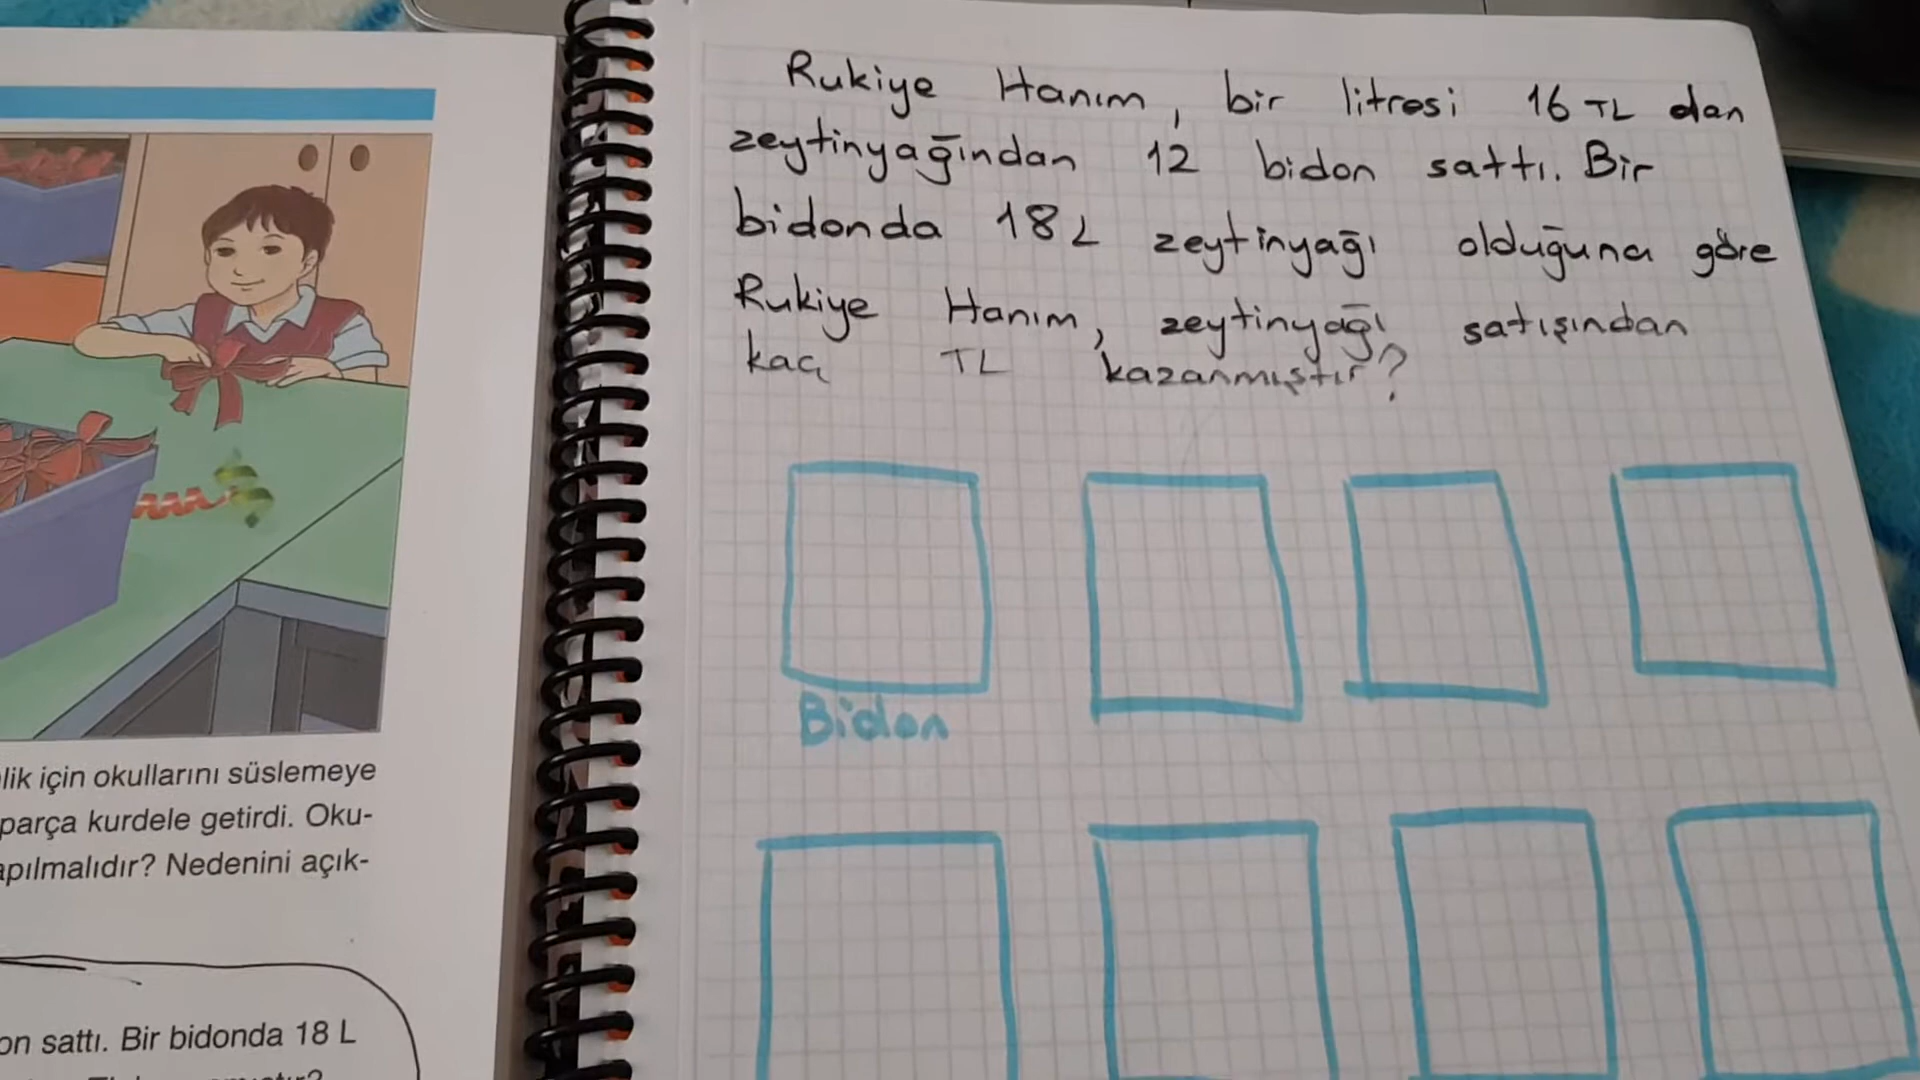 lik için okullarını süslemeye
parça kurdele getirdi. Oku-
apılmalıdır? Nedenini açık-
on sattı. Bir bidonda 18 L
Rukiye Hanım, bir litresi 16 TL dan
zeytinyağından 12 bidon sattı. Bir
bidonda 18L zeytinyağı olduğuna göre
Rukiye Hanım, zeytinyağı satışından
kaç TL kazanmıştır?
Bidon